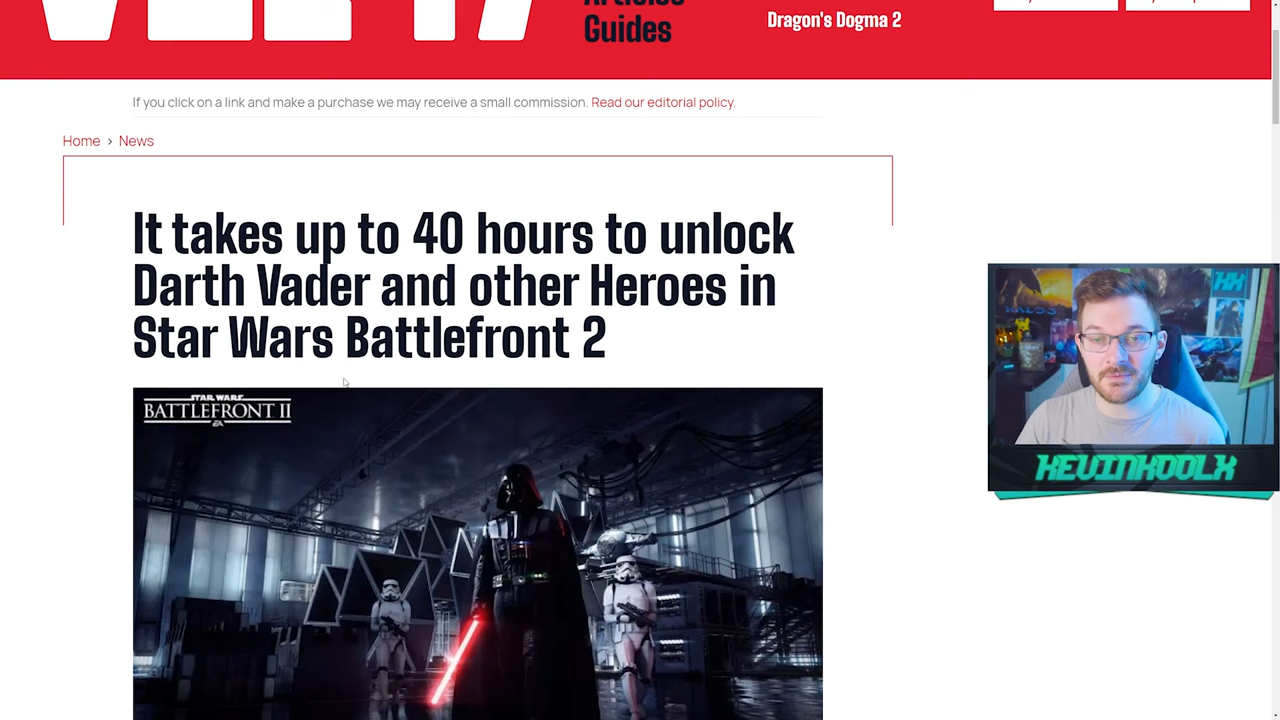 Guides
Dragon's Dogma 2
If you click on a link and make a purchase we may receive a small commission. Read our editorial policy.
Home > News
It takes up to 40 hours to unlock
Darth Vader and other Heroes in
Star Wars Battlefront 2
STAR WARS
BATTLEFRONT II
EA
KEVINKOOLX